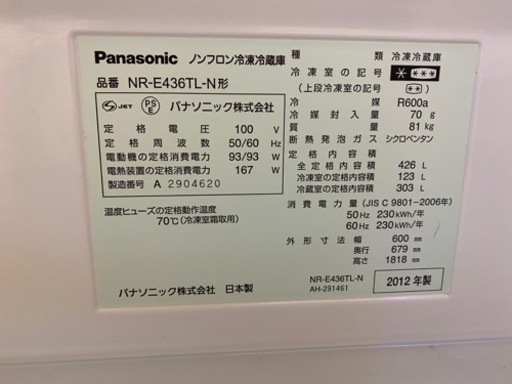 Panasonic ノンフロン冷凍冷蔵庫
品番 NR-E436TL-N形
S JET PS E パナソニック株式会社
定格電圧 100 V
定格周波数 50/60 Hz
電動機の定格消費電力 93/93 W
電熱装置の定格消費電力 167 W
製造番号 A 2904620
温度ヒューズの定格動作温度
70℃(冷凍室霜取用)
パナソニック株式会社 日本製
種類 冷凍冷蔵庫
冷凍室の記号 * ***
(上段冷凍室の記号 **)
冷媒 R600a
冷媒封入量 70 g
質量 81 kg
断熱発泡ガス シクロペンタン
定格内容積
全定格内容積 426 L
冷凍室の定格内容積 123 L
冷蔵室の定格内容積 303 L
消費電力量 (JIS C 9801-2006年)
50 Hz 230 kWh/年
60 Hz 230 kWh/年
外形寸法 幅 600 mm
奥行 679 mm
高さ 1818 mm
NR-E436TL-N
AH-291461
2012 年製